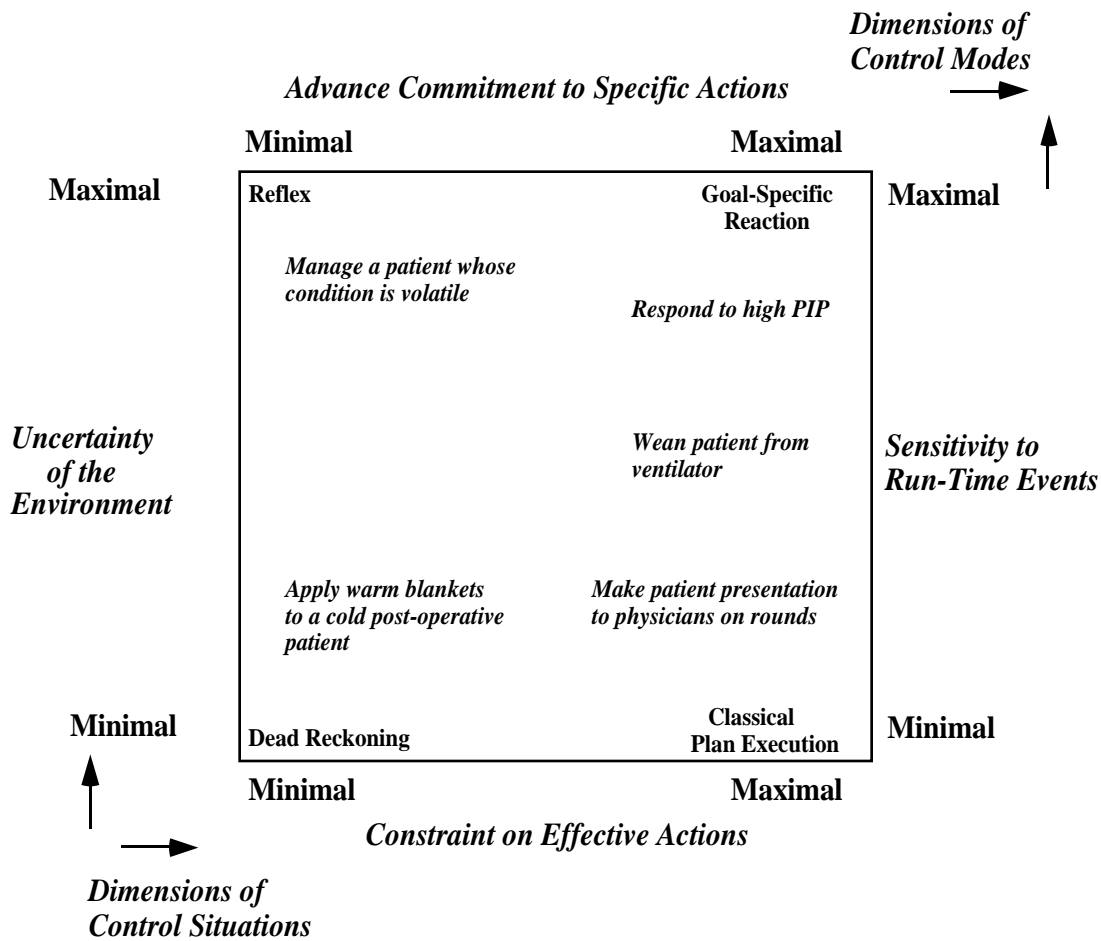 Dimensions of
Control Modes
Advance Commitment to Specific Actions
Minimal
Maximal
Maximal
Reflex
Goal-Specific
Reaction
Maximal
Manage a patient whose
condition is volatile
Respond to high PIP
Uncertainty
of the
Environment
Wean patient from
ventilator
Sensitivity to
Run-Time Events
Apply warm blankets
to a cold post-operative
patient
Make patient presentation
to physicians on rounds
Minimal
Dead Reckoning
Classical
Plan Execution
Minimal
Minimal
Maximal
Constraint on Effective Actions
Dimensions of
Control Situations